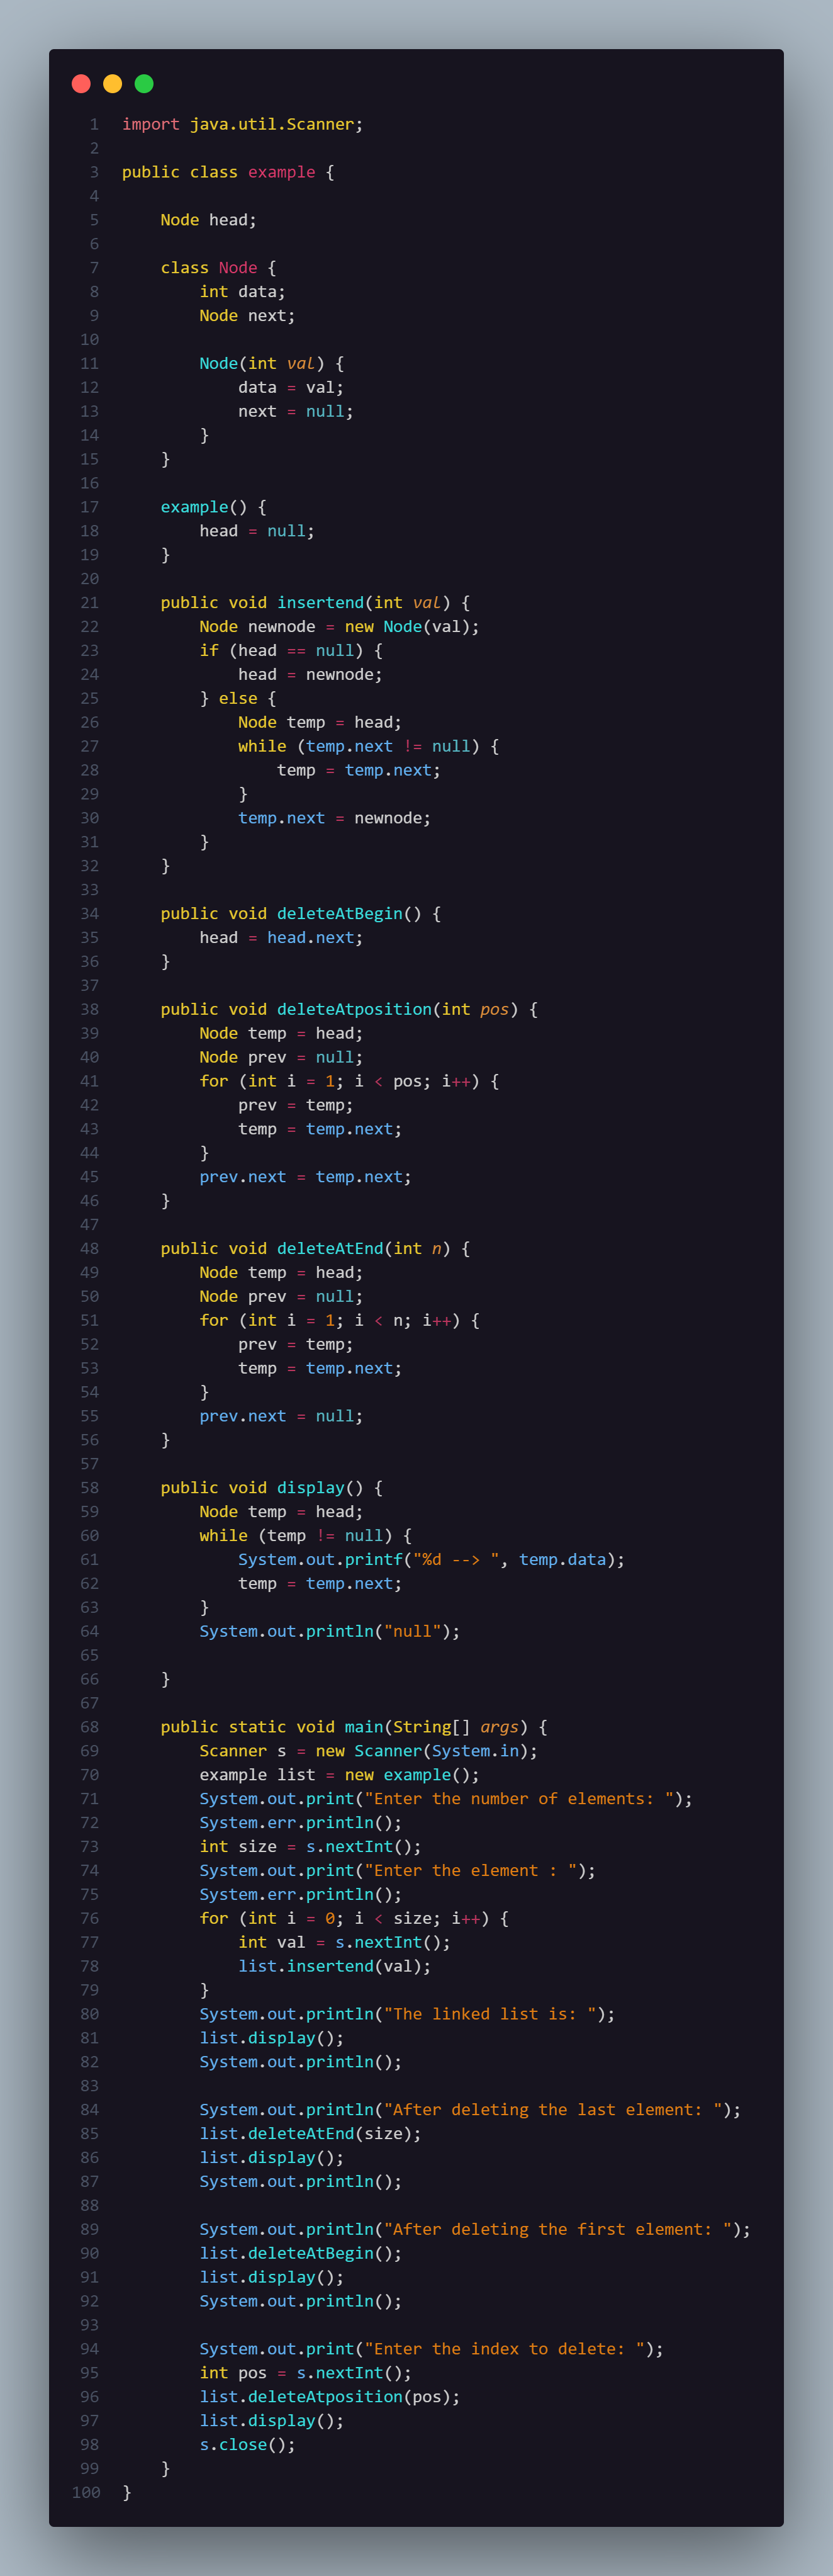 1 import java.util.Scanner;
2
3 public class example {
4
5     Node head;
6
7     class Node {
8         int data;
9         Node next;
10
11         Node(int val) {
12             data = val;
13             next = null;
14         }
15     }
16
17     example() {
18         head = null;
19     }
20
21     public void insertend(int val) {
22         Node newnode = new Node(val);
23         if (head == null) {
24             head = newnode;
25         } else {
26             Node temp = head;
27             while (temp.next != null) {
28                 temp = temp.next;
29             }
30             temp.next = newnode;
31         }
32     }
33
34     public void deleteAtBegin() {
35         head = head.next;
36     }
37
38     public void deleteAtposition(int pos) {
39         Node temp = head;
40         Node prev = null;
41         for (int i = 1; i < pos; i++) {
42             prev = temp;
43             temp = temp.next;
44         }
45         prev.next = temp.next;
46     }
47
48     public void deleteAtEnd(int n) {
49         Node temp = head;
50         Node prev = null;
51         for (int i = 1; i < n; i++) {
52             prev = temp;
53             temp = temp.next;
54         }
55         prev.next = null;
56     }
57
58     public void display() {
59         Node temp = head;
60         while (temp != null) {
61             System.out.printf("%d --> ", temp.data);
62             temp = temp.next;
63         }
64         System.out.println("null");
65
66     }
67
68     public static void main(String[] args) {
69         Scanner s = new Scanner(System.in);
70         example list = new example();
71         System.out.print("Enter the number of elements: ");
72         System.err.println();
73         int size = s.nextInt();
74         System.out.print("Enter the element : ");
75         System.err.println();
76         for (int i = 0; i < size; i++) {
77             int val = s.nextInt();
78             list.insertend(val);
79         }
80         System.out.println("The linked list is: ");
81         list.display();
82         System.out.println();
83
84         System.out.println("After deleting the last element: ");
85         list.deleteAtEnd(size);
86         list.display();
87         System.out.println();
88
89         System.out.println("After deleting the first element: ");
90         list.deleteAtBegin();
91         list.display();
92         System.out.println();
93
94         System.out.print("Enter the index to delete: ");
95         int pos = s.nextInt();
96         list.deleteAtposition(pos);
97         list.display();
98         s.close();
99     }
100 }